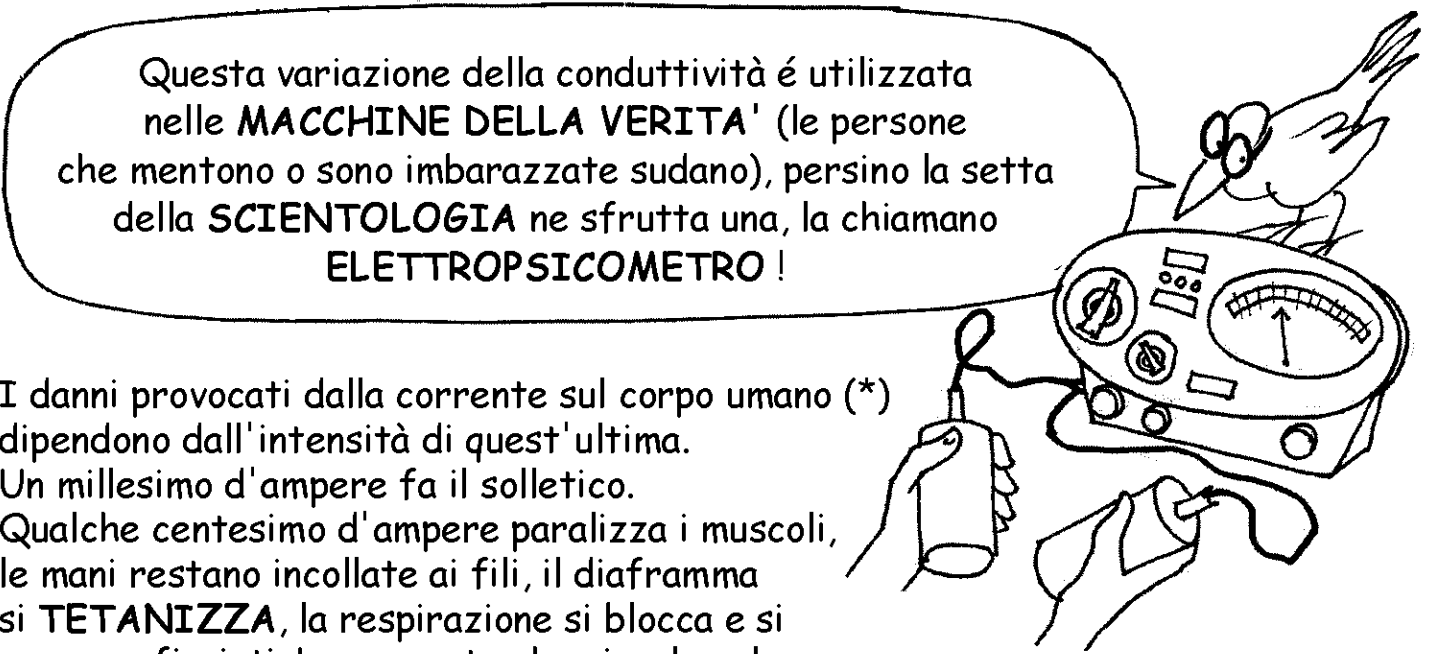 Questa variazione della conduttività é utilizzata
nelle MACCHINE DELLA VERITA' (le persone
che mentono o sono imbarazzate sudano), persino la setta
della SCIENTOLOGIA ne sfrutta una, la chiamano
ELETTROPSICOMETRO !
I danni provocati dalla corrente sul corpo umano (*)
dipendono dall'intensità di quest'ultima.
Un millesimo d'ampere fa il solletico.
Qualche centesimo d'ampere paralizza i muscoli,
le mani restano incollate ai fili, il diaframma
si TETANIZZA, la respirazione si blocca e si